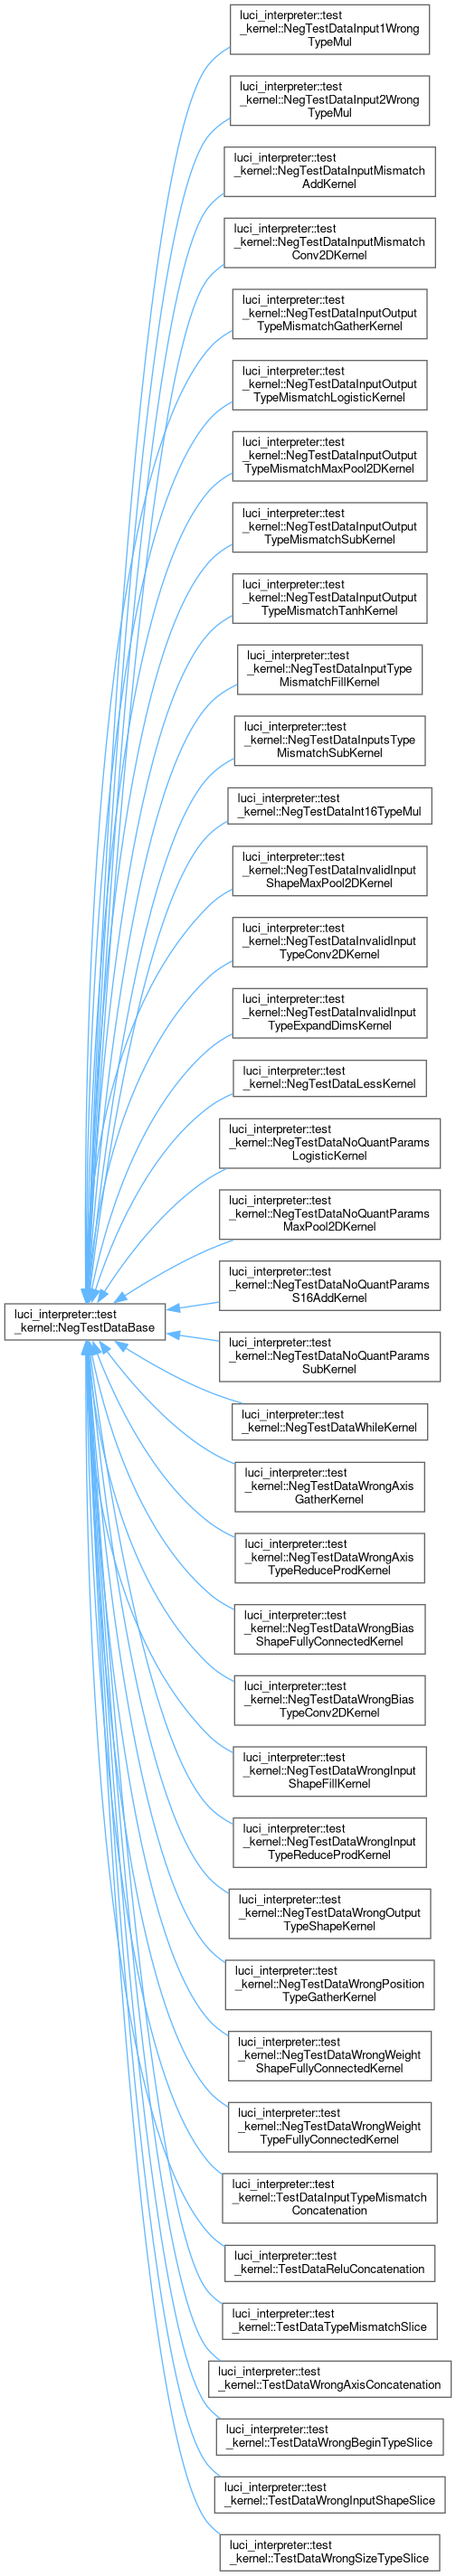 luci_interpreter::test
_kernel::NegTestDataInput1Wrong
TypeMul
luci_interpreter::test
_kernel::NegTestDataInput2Wrong
TypeMul
luci_interpreter::test
_kernel::NegTestDataInputMismatch
AddKernel
luci_interpreter::test
_kernel::NegTestDataInputMismatch
Conv2DKernel
luci_interpreter::test
_kernel::NegTestDataInputOutput
TypeMismatchGatherKernel
luci_interpreter::test
_kernel::NegTestDataInputOutput
TypeMismatchLogisticKernel
luci_interpreter::test
_kernel::NegTestDataInputOutput
TypeMismatchMaxPool2DKernel
luci_interpreter::test
_kernel::NegTestDataInputOutput
TypeMismatchSubKernel
luci_interpreter::test
_kernel::NegTestDataInputOutput
TypeMismatchTanhKernel
luci_interpreter::test
_kernel::NegTestDataInputType
MismatchFillKernel
luci_interpreter::test
_kernel::NegTestDataInputsType
MismatchSubKernel
luci_interpreter::test
_kernel::NegTestDataInt16TypeMul
luci_interpreter::test
_kernel::NegTestDataInvalidInput
ShapeMaxPool2DKernel
luci_interpreter::test
_kernel::NegTestDataInvalidInput
TypeConv2DKernel
luci_interpreter::test
_kernel::NegTestDataInvalidInput
TypeExpandDimsKernel
luci_interpreter::test
_kernel::NegTestDataLessKernel
luci_interpreter::test
_kernel::NegTestDataNoQuantParams
LogisticKernel
luci_interpreter::test
_kernel::NegTestDataNoQuantParams
MaxPool2DKernel
luci_interpreter::test
_kernel::NegTestDataNoQuantParams
S16AddKernel
luci_interpreter::test
_kernel::NegTestDataBase
luci_interpreter::test
_kernel::NegTestDataNoQuantParams
SubKernel
luci_interpreter::test
_kernel::NegTestDataWhileKernel
luci_interpreter::test
_kernel::NegTestDataWrongAxis
GatherKernel
luci_interpreter::test
_kernel::NegTestDataWrongAxis
TypeReduceProdKernel
luci_interpreter::test
_kernel::NegTestDataWrongBias
ShapeFullyConnectedKernel
luci_interpreter::test
_kernel::NegTestDataWrongBias
TypeConv2DKernel
luci_interpreter::test
_kernel::NegTestDataWrongInput
ShapeFillKernel
luci_interpreter::test
_kernel::NegTestDataWrongInput
TypeReduceProdKernel
luci_interpreter::test
_kernel::NegTestDataWrongOutput
TypeShapeKernel
luci_interpreter::test
_kernel::NegTestDataWrongPosition
TypeGatherKernel
luci_interpreter::test
_kernel::NegTestDataWrongWeight
ShapeFullyConnectedKernel
luci_interpreter::test
_kernel::NegTestDataWrongWeight
TypeFullyConnectedKernel
luci_interpreter::test
_kernel::TestDataInputTypeMismatch
Concatenation
luci_interpreter::test
_kernel::TestDataReluConcatenation
luci_interpreter::test
_kernel::TestDataTypeMismatchSlice
luci_interpreter::test
_kernel::TestDataWrongAxisConcatenation
luci_interpreter::test
_kernel::TestDataWrongBeginTypeSlice
luci_interpreter::test
_kernel::TestDataWrongInputShapeSlice
luci_interpreter::test
_kernel::TestDataWrongSizeTypeSlice